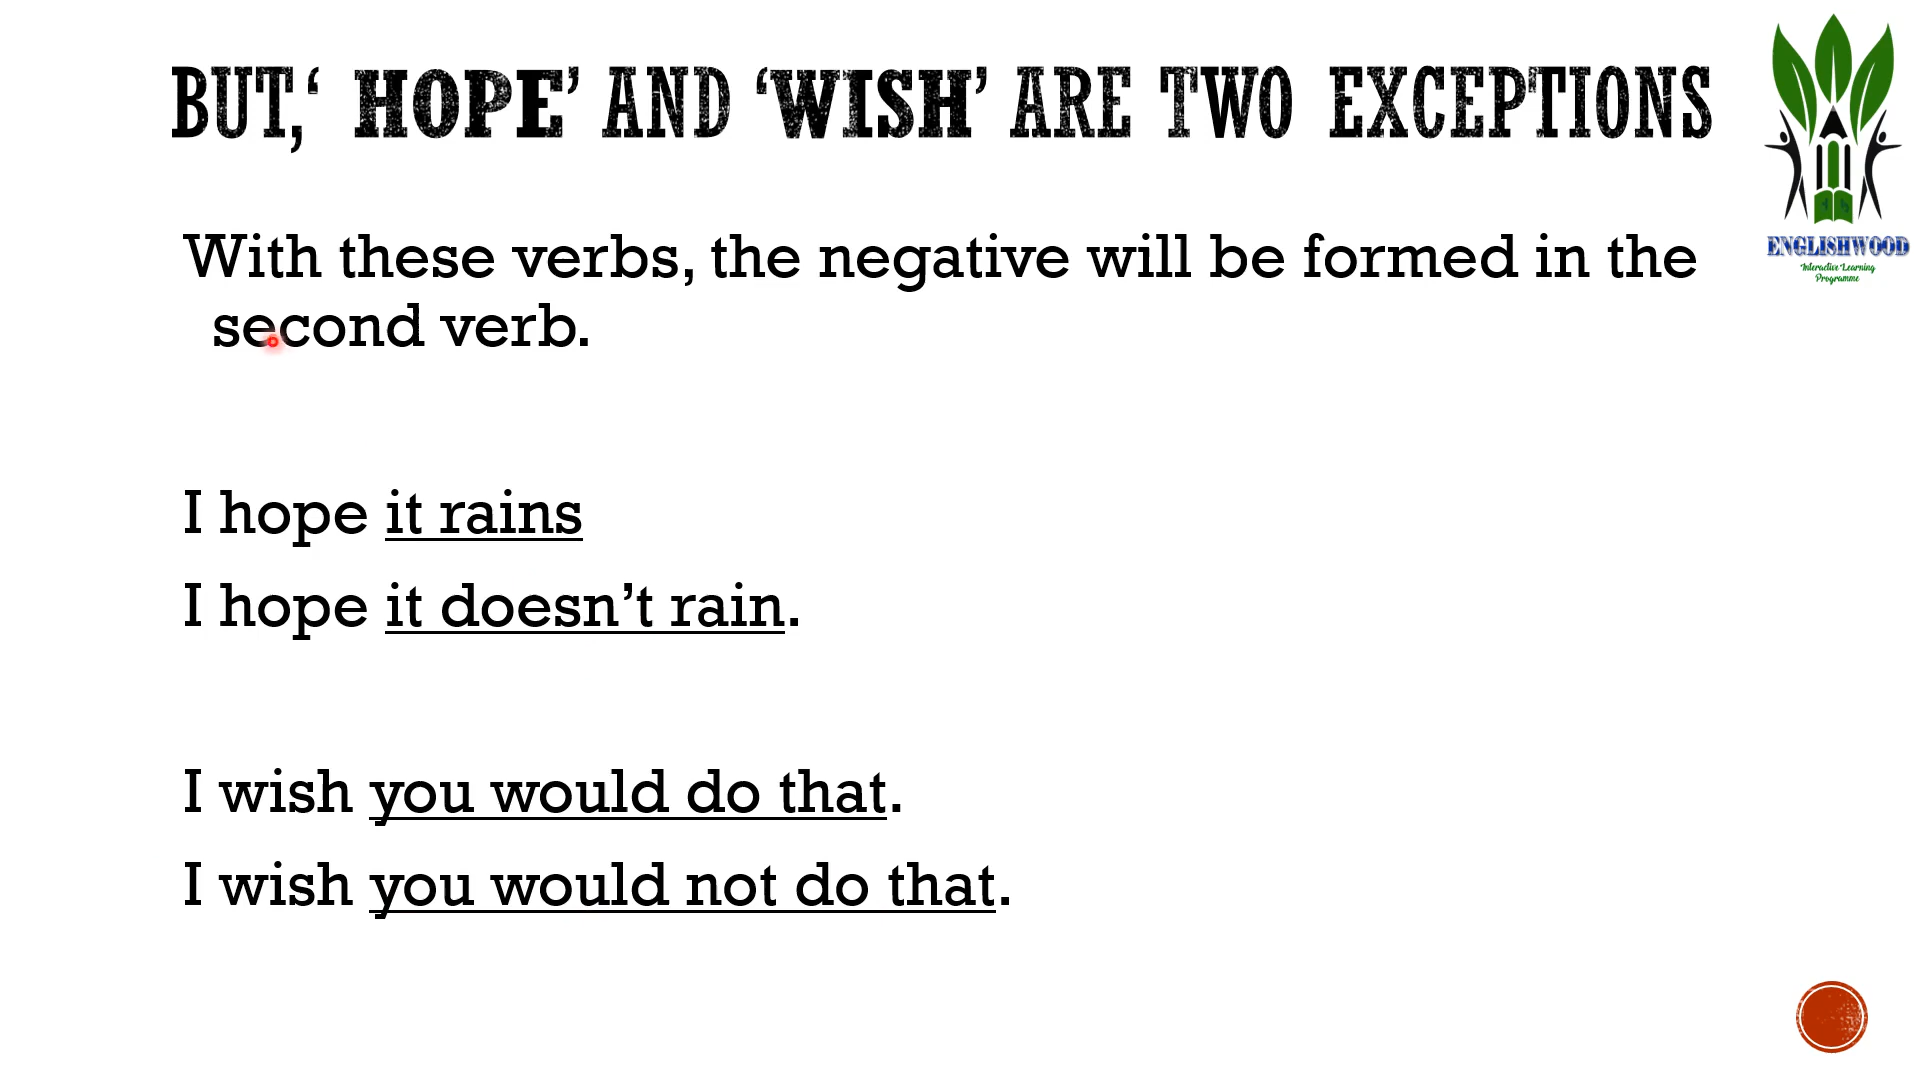 BUT,‘ HOPE’ AND ‘WISH’ ARE TWO EXCEPTIONS
ENGLISHWOOD
Interactive Learning
Programme
With these verbs, the negative will be formed in the
second verb.
I hope it rains
I hope it doesn’t rain.
I wish you would do that.
I wish you would not do that.